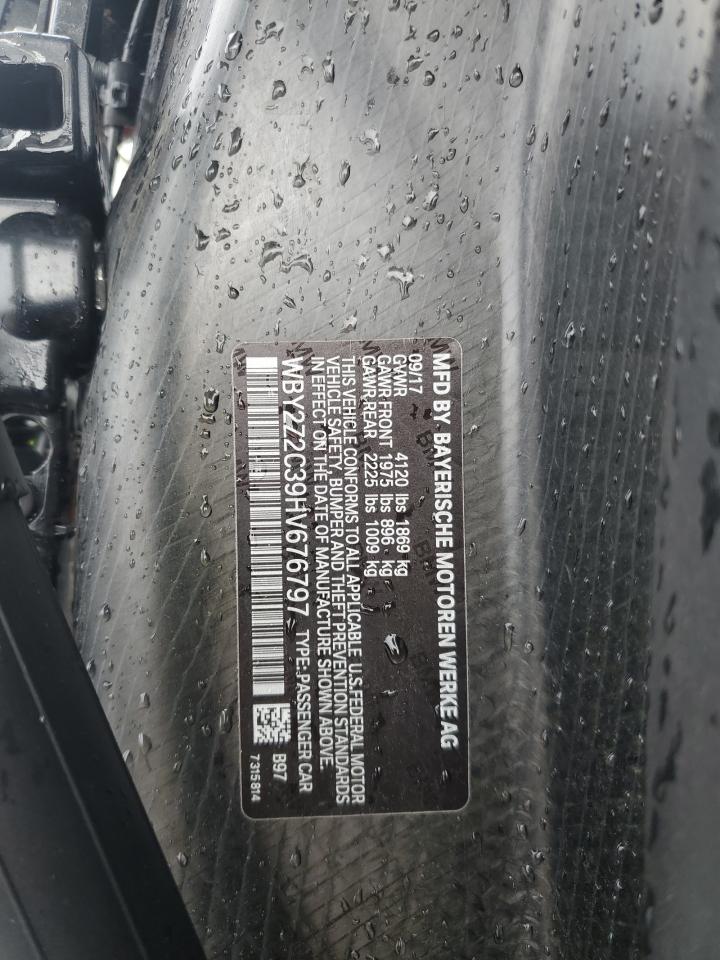 MFD BY BAYERISCHE MOTOREN WERKE AG
09/17
GVWR 4120 lbs 1869 kg
GAWR FRONT 1975 lbs 896 kg
GAWR REAR 2225 lbs 1009 kg
THIS VEHICLE CONFORMS TO ALL APPLICABLE U.S.FEDERAL MOTOR
VEHICLE SAFETY, BUMPER AND THEFT PREVENTION STANDARDS
IN EFFECT ON THE DATE OF MANUFACTURE SHOWN ABOVE.
WBY2Z2C39HV676797 TYPE:PASSENGER CAR
B97
7315814